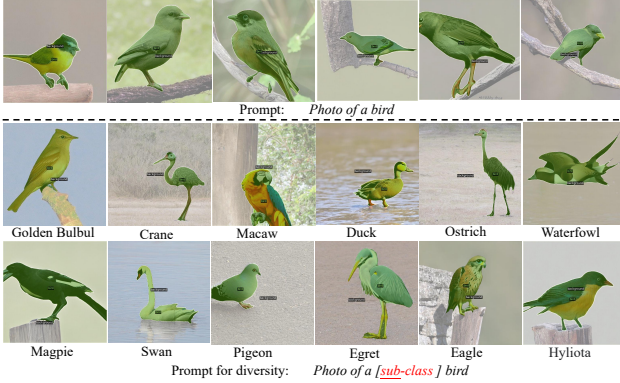 Prompt: Photo of a bird
Golden Bulbul Crane Macaw Duck Ostrich Waterfowl
Magpie Swan Pigeon Egret Eagle Hyliota
Prompt for diversity: Photo of a [sub-class ] bird